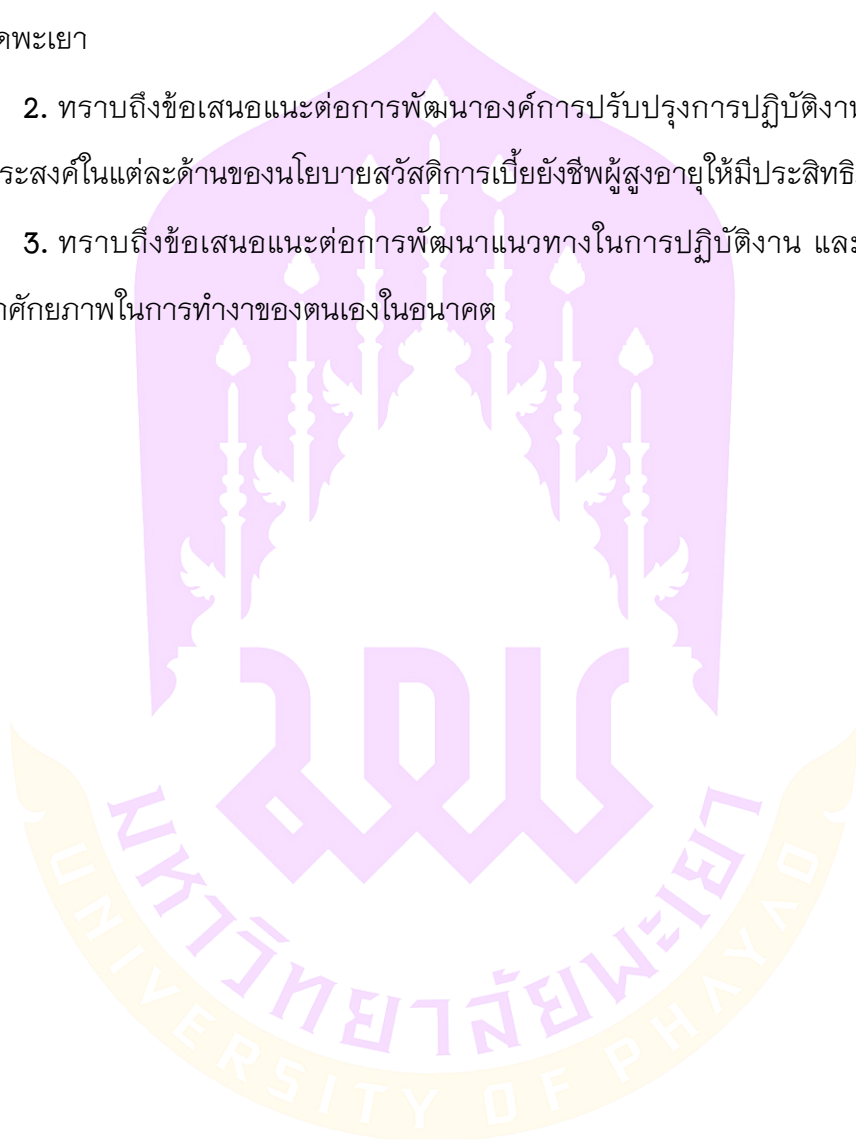 ดพะเยา
2. ทราบถึงข้อเสนอแนะต่อการพัฒนาองค์การปรับปรุงการปฏิบัติงาน
ระสงค์ในแต่ละด้านของนโยบายสวัสดิการเบี้ยยังชีพผู้สูงอายุให้มีประสิทธิ
3. ทราบถึงข้อเสนอแนะต่อการพัฒนาแนวทางในการปฏิบัติงาน และ
าศักยภาพในการทำงาของตนเองในอนาคต
มหาวิทยาลัยพะเยา
UNIVERSITY OF PHAYAO